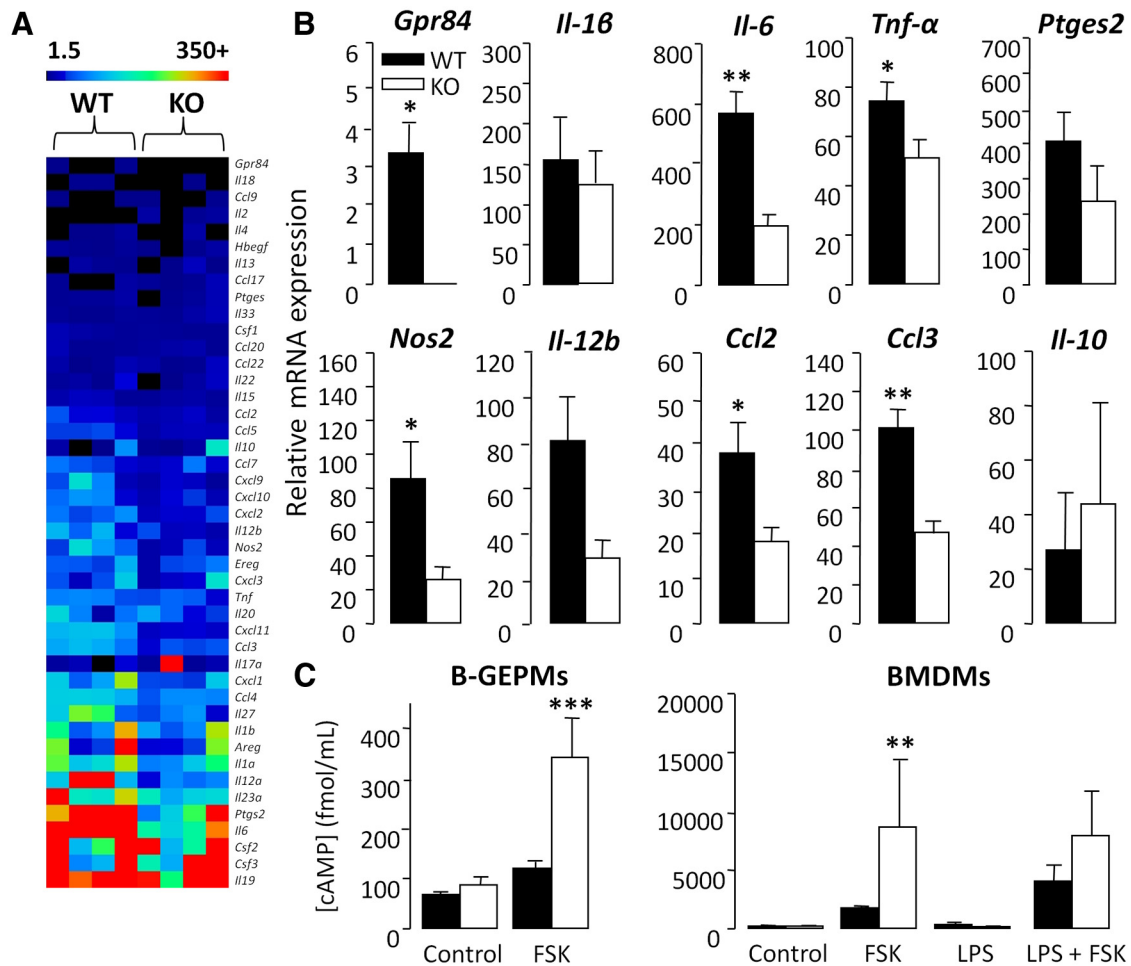 A
1.5 350+
WT KO
Gpr84
Il18
Ccl9
Il2
Il4
Hbegf
Il13
Ccl17
Ptges
Il33
Csf1
Ccl20
Ccl22
Il22
Il15
Ccl2
Ccl5
Il10
Ccl7
Cxcl9
Cxcl10
Cxcl2
Il12b
Nos2
Ereg
Cxcl3
Tnf
Il20
Cxcl11
Ccl3
Il17a
Cxcl1
Ccl4
Il27
Il1b
Areg
Il1a
Il12a
Il23a
Ptgs2
Il6
Csf2
Csf3
Il19
B
Relative mRNA expression
Gpr84
WT
KO
6
5
4
3
2
1
0
*
Il-1β
300
250
200
150
100
50
0
Il-6
800
600
400
200
0
**
Tnf-α
100
80
60
40
20
0
*
Ptges2
700
600
500
400
300
200
100
0
Nos2
160
140
120
100
80
60
40
20
0
*
Il-12b
120
100
80
60
40
20
0
Ccl2
60
50
40
30
20
10
0
*
Ccl3
140
120
100
80
60
40
20
0
**
Il-10
100
80
60
40
20
0
C
B-GEPMs
[cAMP] (fmol/mL)
400
300
200
100
0
***
Control FSK
BMDMs
20000
15000
10000
5000
0
**
Control FSK LPS LPS + FSK